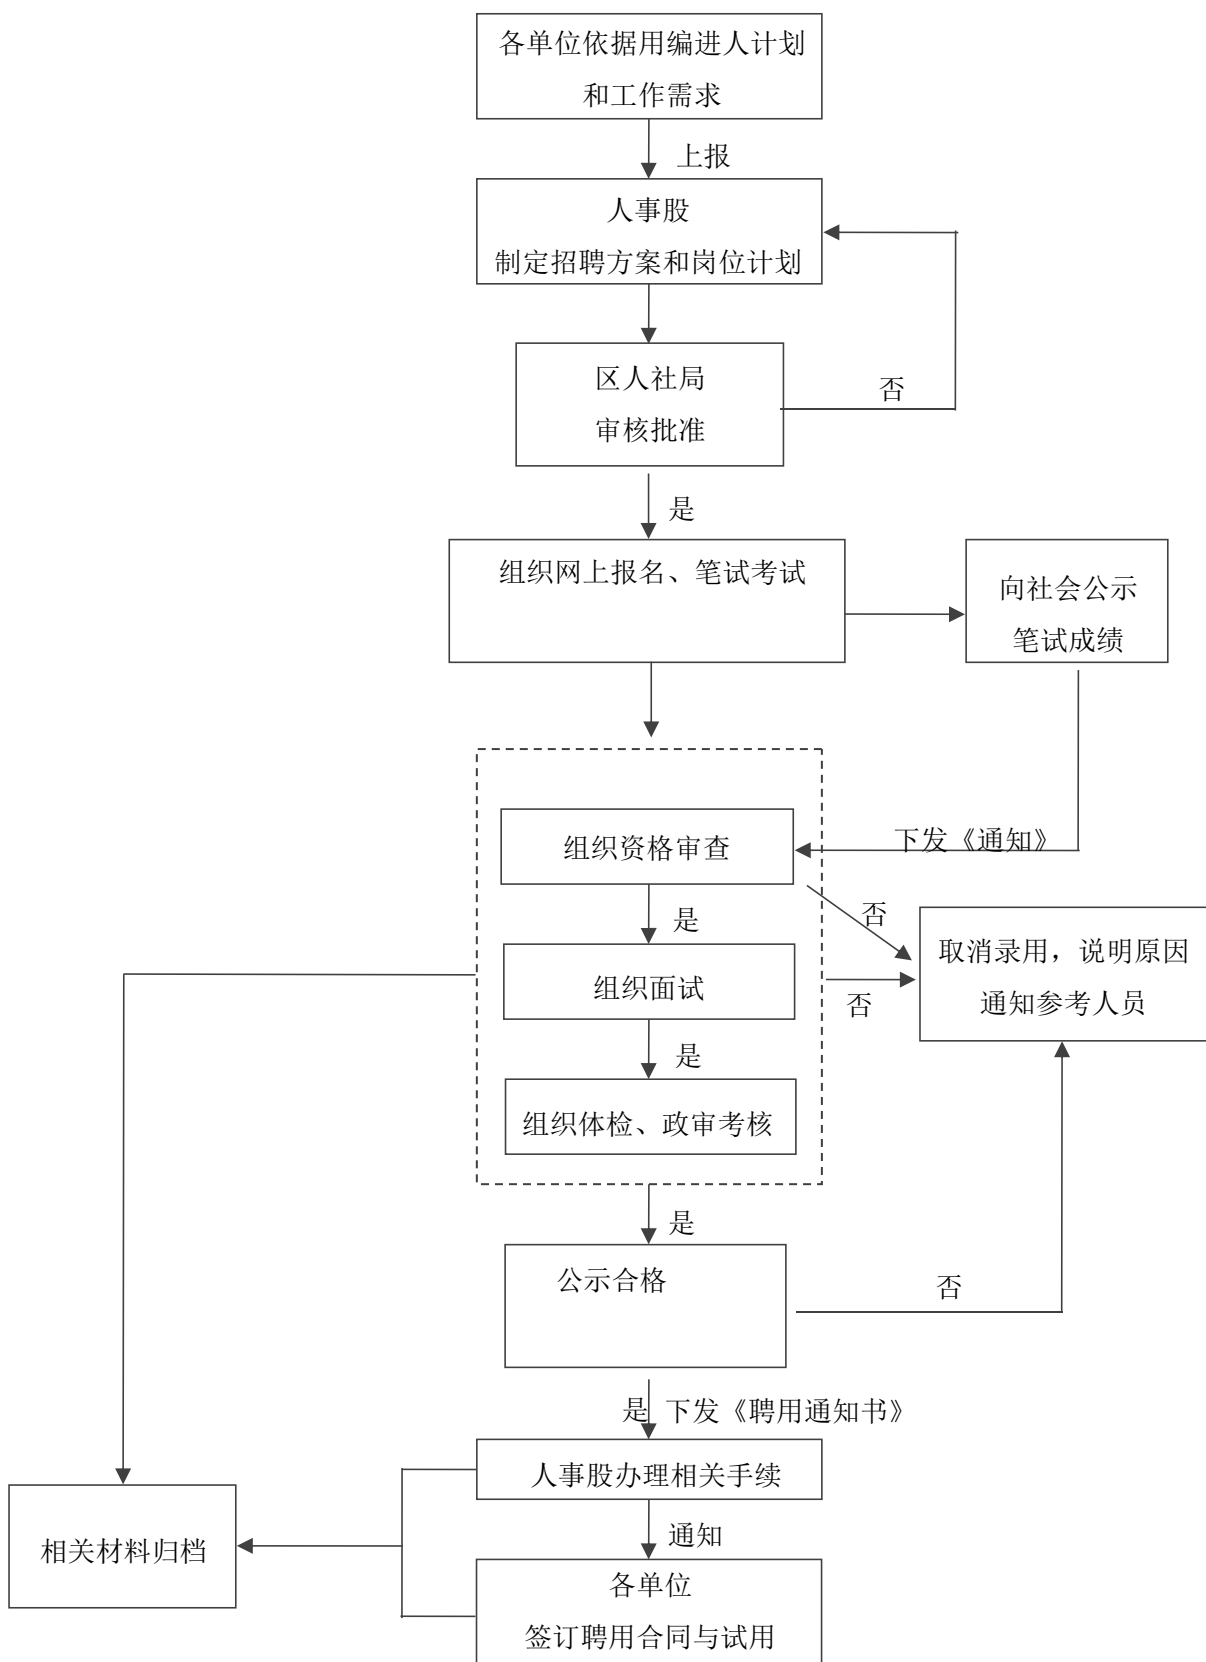 各单位依据用编进人计划
和工作需求
上报
人事股
制定招聘方案和岗位计划
区人社局
审核批准
否
是
组织网上报名、笔试考试
向社会公示
笔试成绩
下发《通知》
组织资格审查
是
否
取消录用，说明原因
通知参考人员
组织面试
否
是
组织体检、政审考核
是
公示合格
否
是
下发《聘用通知书》
人事股办理相关手续
通知
相关材料归档
各单位
签订聘用合同与试用